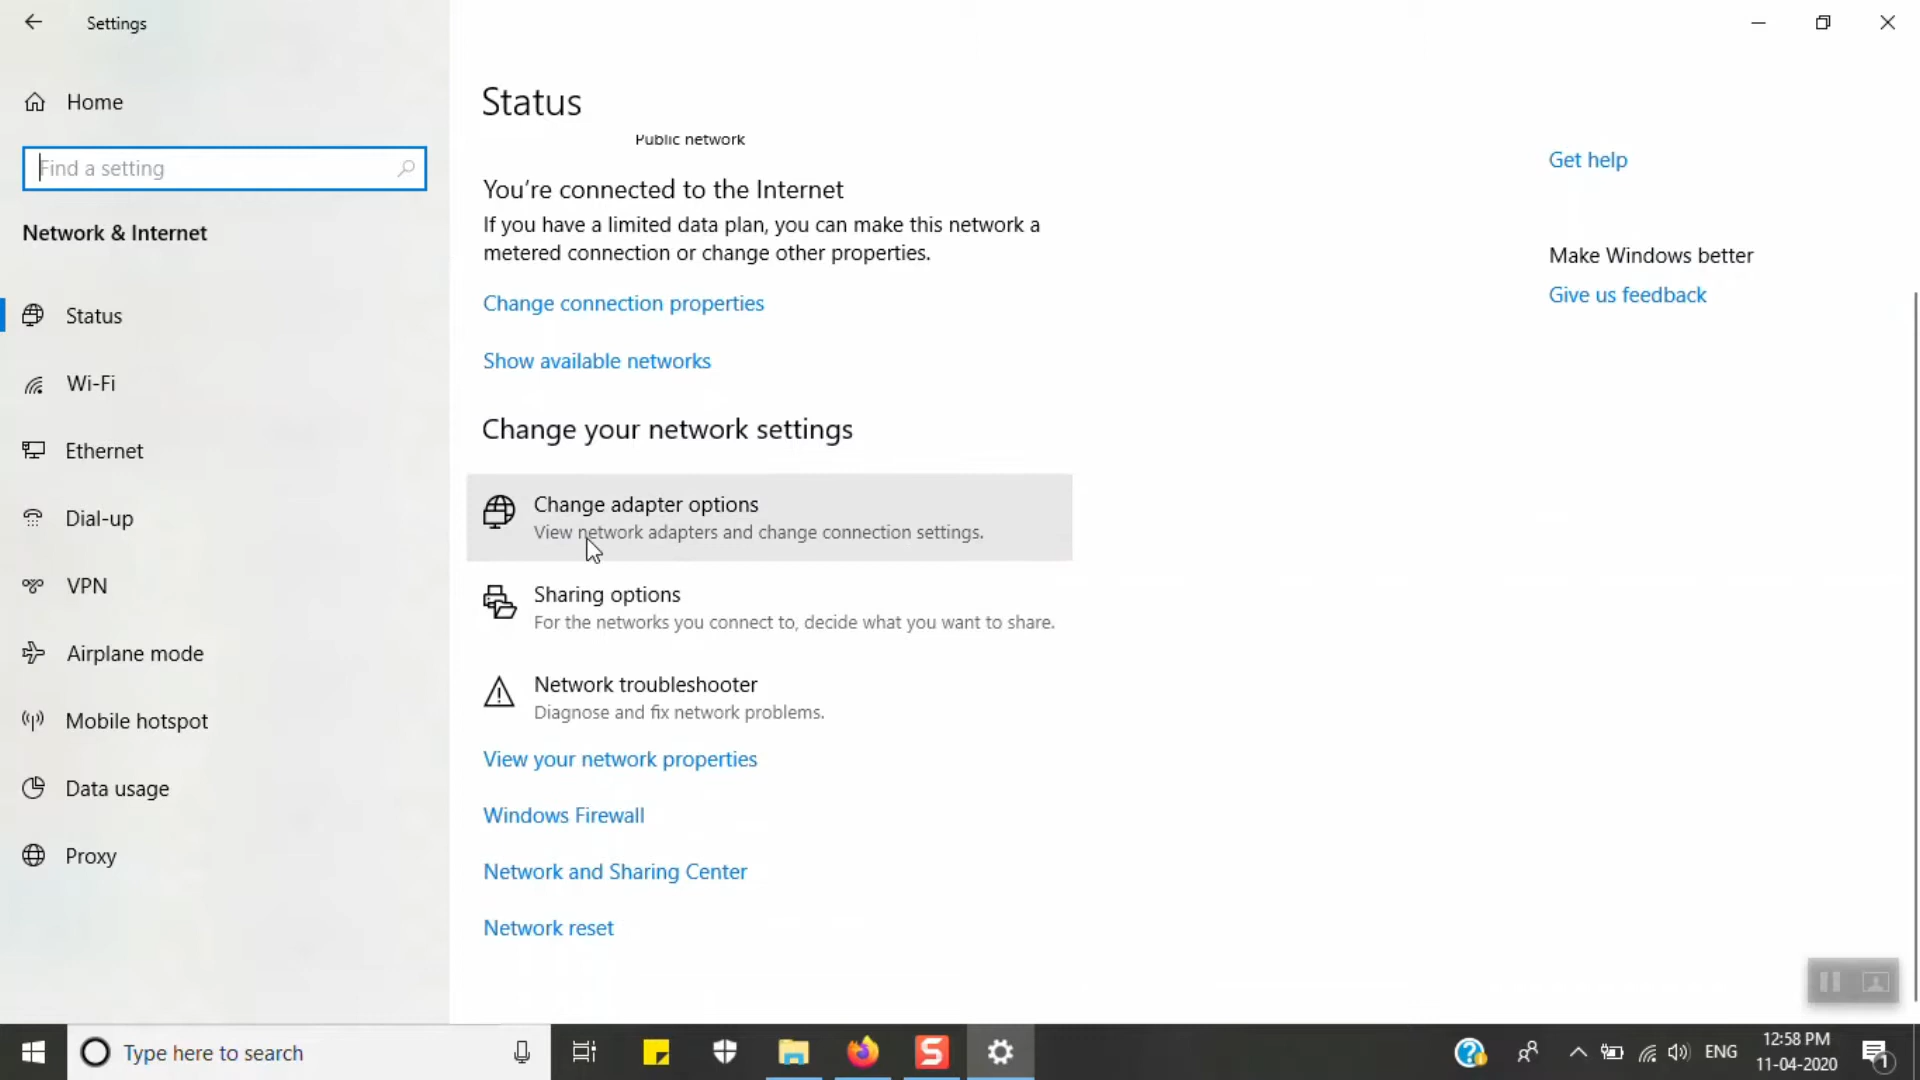 Settings
Home
Find a setting
Network & Internet
Status
Wi-Fi
Ethernet
Dial-up
VPN
Airplane mode
Mobile hotspot
Data usage
Proxy
Status
Public network
You're connected to the Internet
If you have a limited data plan, you can make this network a
metered connection or change other properties.
Change connection properties
Show available networks
Change your network settings
Change adapter options
View network adapters and change connection settings.
Sharing options
For the networks you connect to, decide what you want to share.
Network troubleshooter
Diagnose and fix network problems.
View your network properties
Windows Firewall
Network and Sharing Center
Network reset
Get help
Make Windows better
Give us feedback
Type here to search
S
?
ENG
12:58 PM
11-04-2020
1